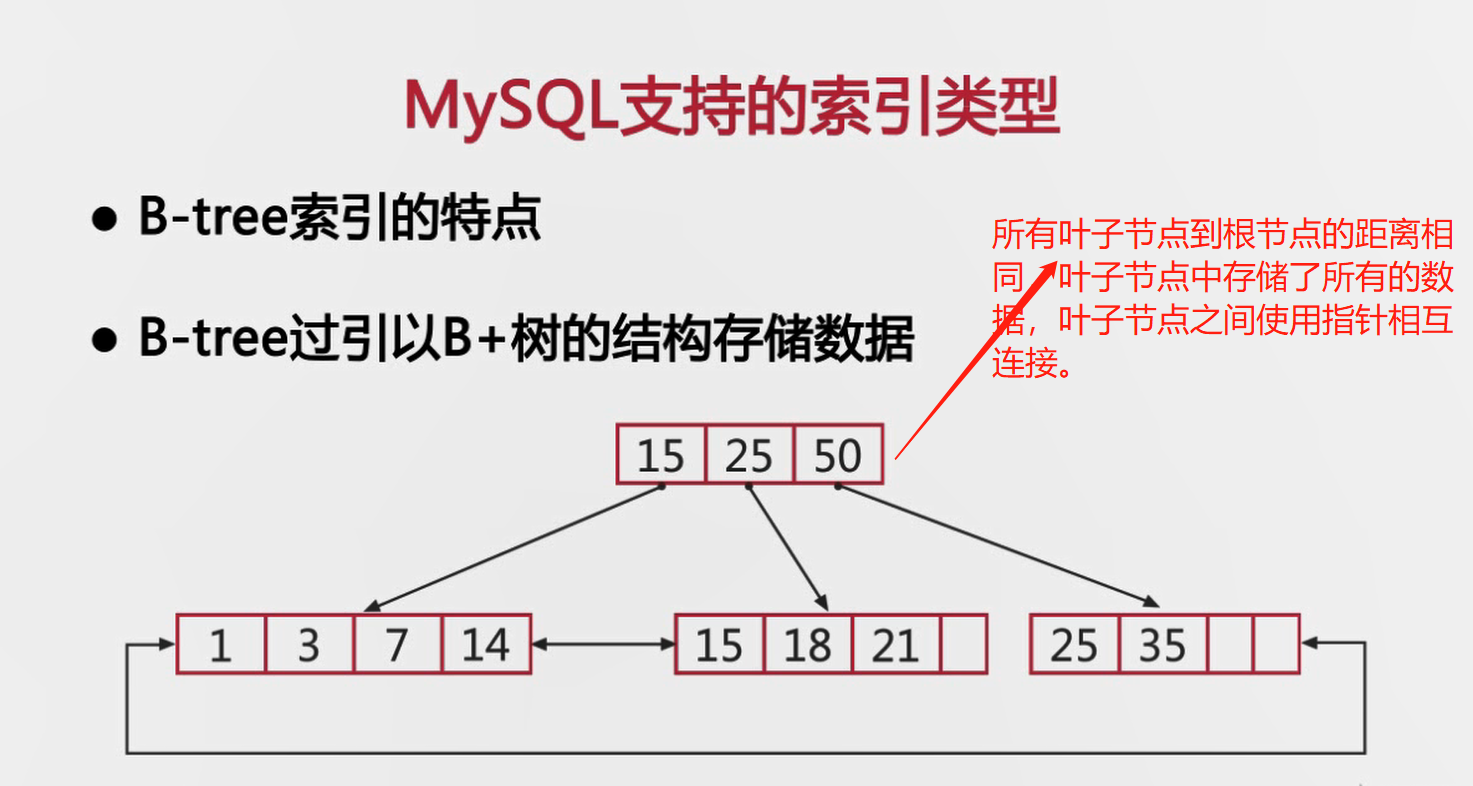 MySQL支持的索引类型
● B-tree索引的特点
● B-tree过引以B+树的结构存储数据
所有叶子节点到根节点的距离相
同 叶子节点中存储了所有的数
据，叶子节点之间使用指针相互
连接。
15 25 50
1 3 7 14 15 18 21 25 35